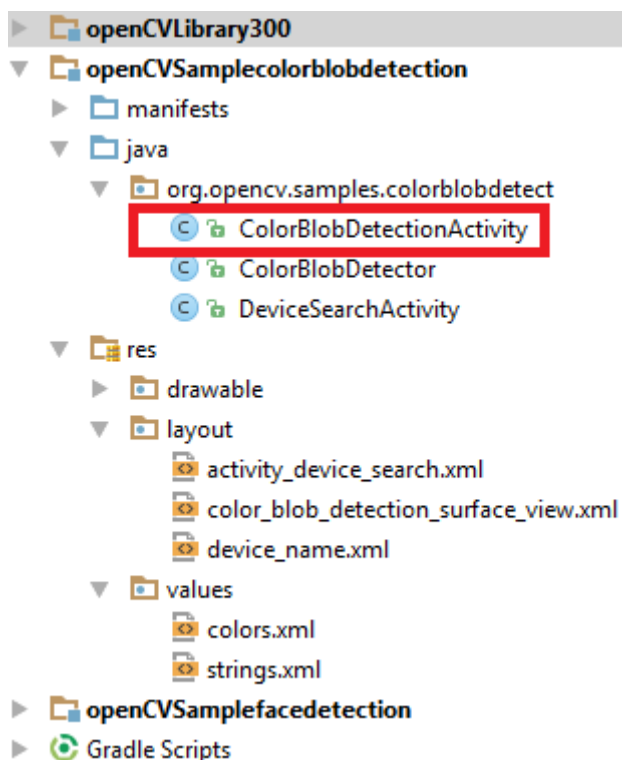 openCVLibrary300
openCVSamplecolorblobdetection
manifests
java
org.opencv.samples.colorblobdetect
ColorBlobDetectionActivity
ColorBlobDetector
DeviceSearchActivity
res
drawable
layout
activity_device_search.xml
color_blob_detection_surface_view.xml
device_name.xml
values
colors.xml
strings.xml
openCVSamplefacedetection
Gradle Scripts